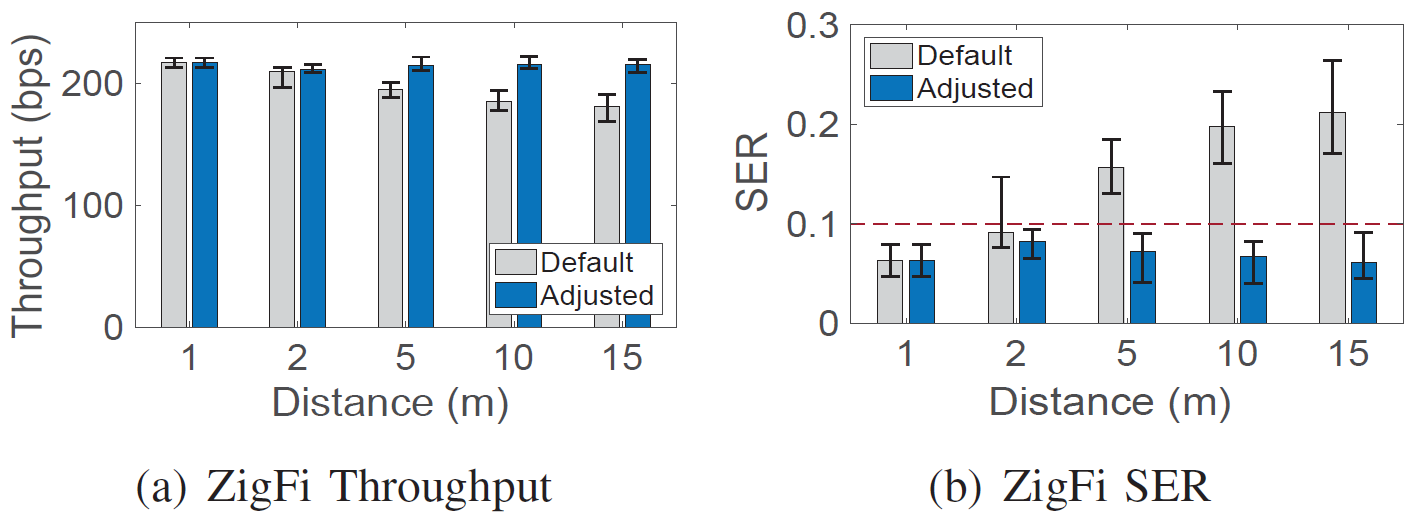 Throughput (bps)
200
100
0
1 2 5 10 15
Distance (m)
Default
Adjusted
(a) ZigFi Throughput
SER
0.3
0.2
0.1
0
1 2 5 10 15
Distance (m)
Default
Adjusted
(b) ZigFi SER